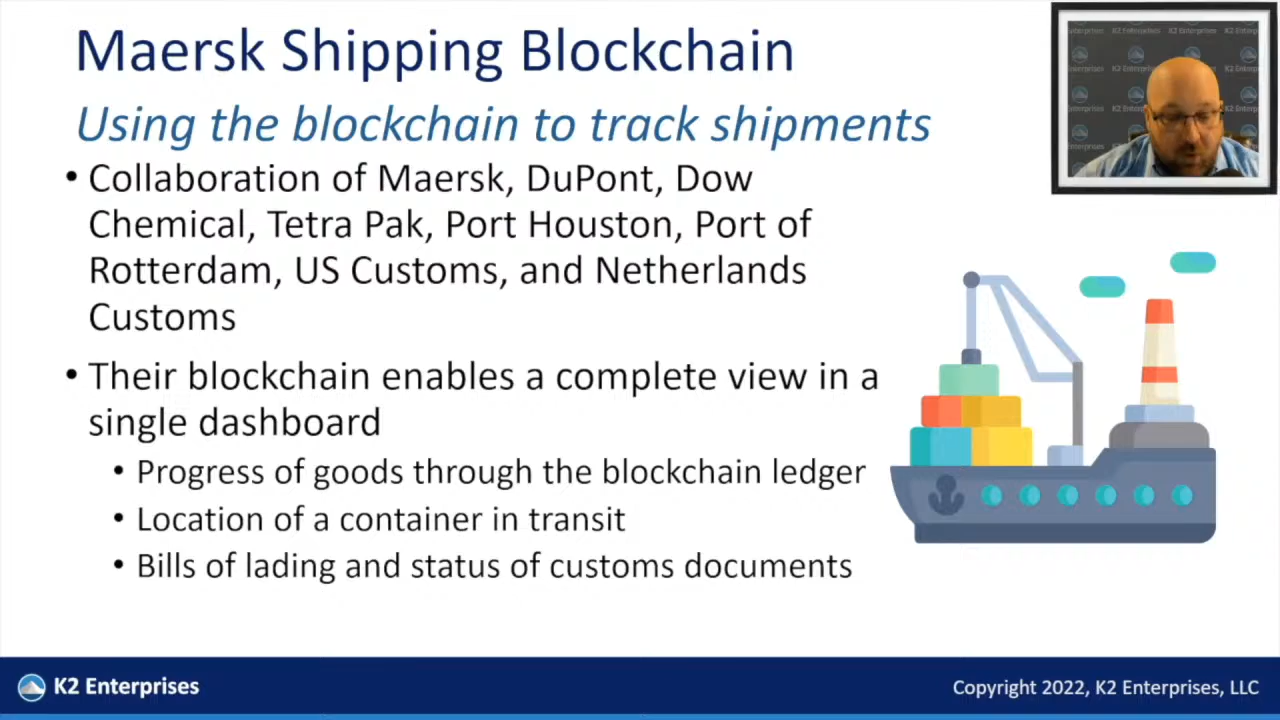 Maersk Shipping Blockchain
Using the blockchain to track shipments
• Collaboration of Maersk, DuPont, Dow
Chemical, Tetra Pak, Port Houston, Port of
Rotterdam, US Customs, and Netherlands
Customs
• Their blockchain enables a complete view in a
single dashboard
• Progress of goods through the blockchain ledger
• Location of a container in transit
• Bills of lading and status of customs documents
K2 Enterprises
Copyright 2022, K2 Enterprises, LLC